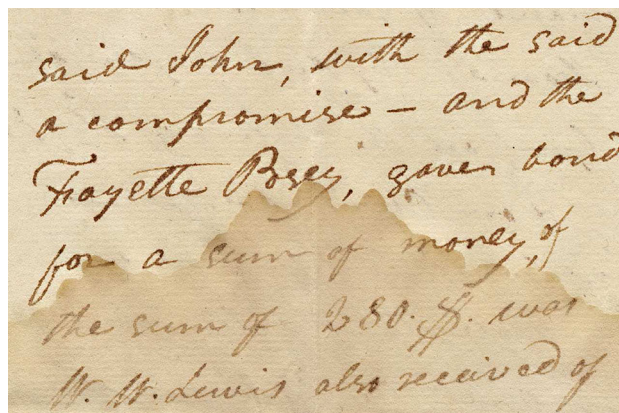 said John, with the said
a compromise — and the
Fayette Posey, gave bond
for a sum of money, of
the sum of 280.$. was
W. W. Lewis also received of